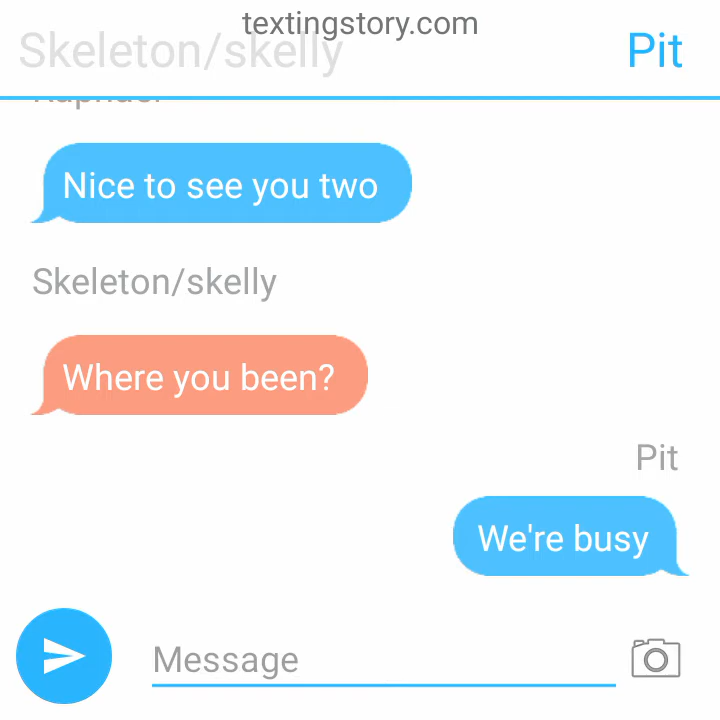 textingstory.com
Skeleton/skelly
Pit
Nice to see you two
Skeleton/skelly
Where you been?
Pit
We're busy
Message